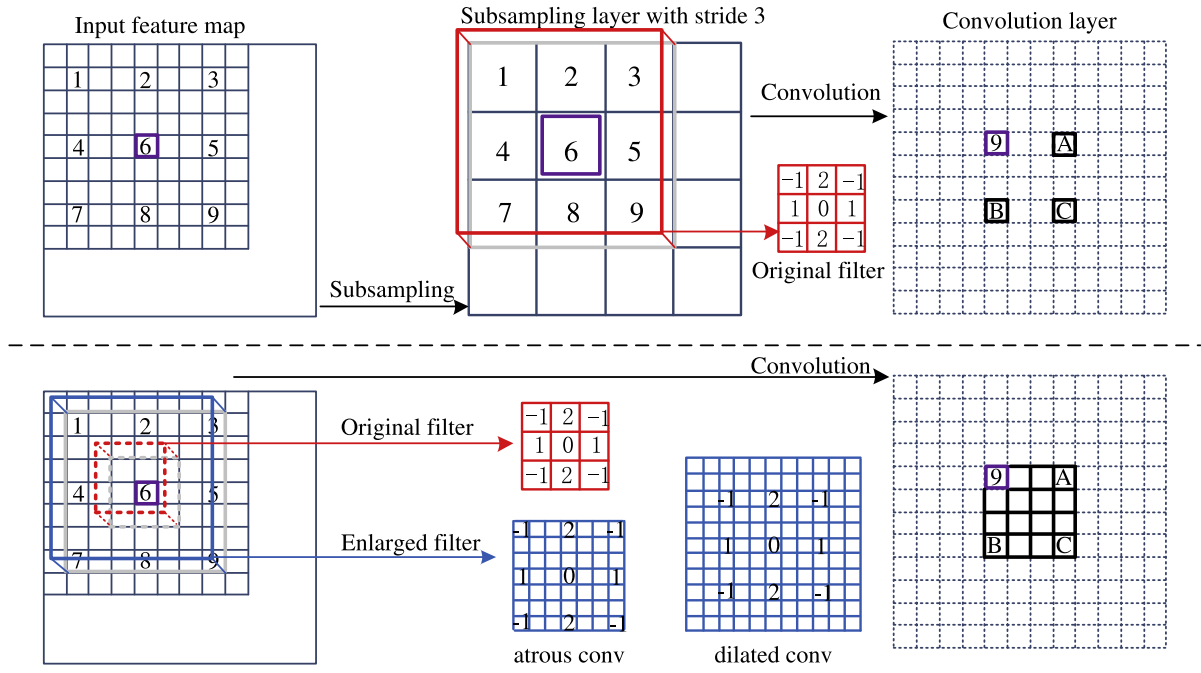 Input feature map
1 2 3
4 6 5
7 8 9
Subsampling
Subsampling layer with stride 3
1 2 3
4 6 5
7 8 9
Convolution
-1 2 -1
1 0 1
-1 2 -1
Original filter
Convolution layer
9 A
B C
Convolution
1 2 3
4 6 5
7 8 9
Original filter
-1 2 -1
1 0 1
-1 2 -1
Enlarged filter
-1 2 -1
1 0 1
-1 2 -1
atrous conv
-1 2 -1
1 0 1
-1 2 -1
dilated conv
9 A
B C